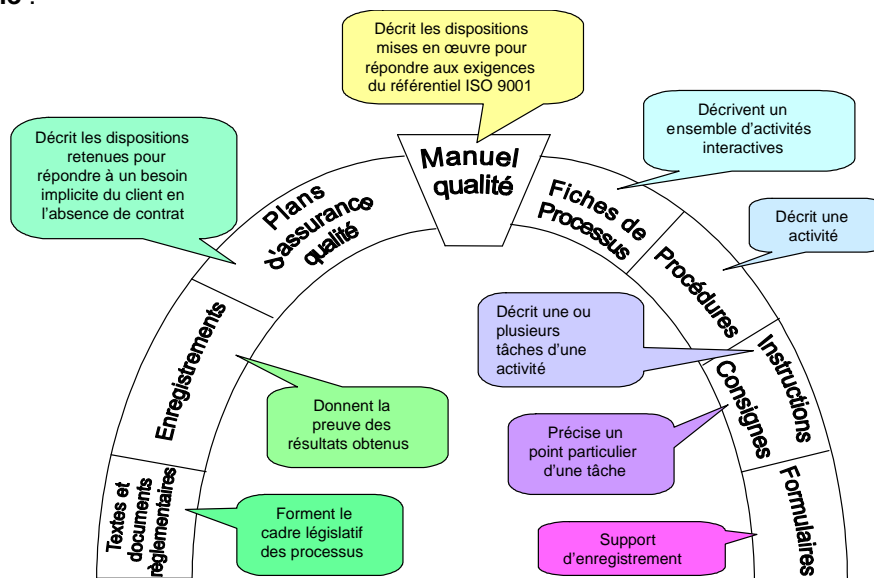 Décrit les dispositions
mises en œuvre pour
répondre aux exigences
du référentiel ISO 9001
Décrivent un
ensemble d'activités
interactives
Décrit les dispositions
retenues pour
répondre à un besoin
implicite du client en
l'absence de contrat
Manuel
qualité
Plans
d'assurance
qualité
Fiches de
Processus
Décrit une
activité
Procédures
Décrit une ou
plusieurs
tâches d'une
activité
Instructions
Consignes
Enregistrements
Donnent la
preuve des
résultats obtenus
Précise un
point particulier
d'une tâche
Textes et
documents
règlementaires
Forment le
cadre législatif
des processus
Support
d'enregistrement
Formulaires